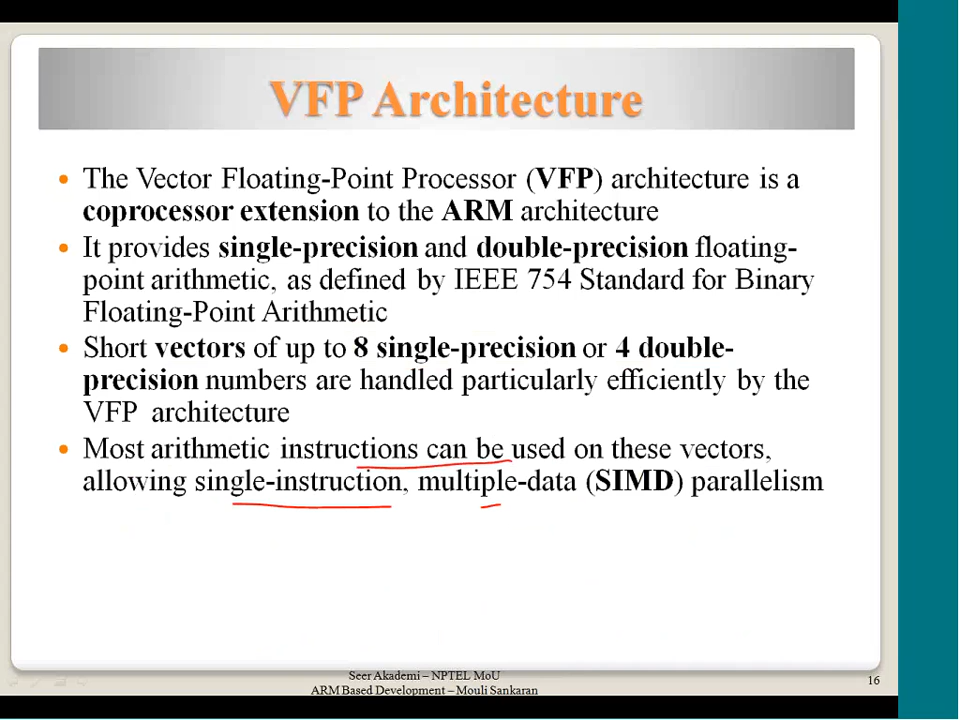 VFP Architecture
• The Vector Floating-Point Processor (VFP) architecture is a
coprocessor extension to the ARM architecture
• It provides single-precision and double-precision floating-
point arithmetic, as defined by IEEE 754 Standard for Binary
Floating-Point Arithmetic
• Short vectors of up to 8 single-precision or 4 double-
precision numbers are handled particularly efficiently by the
VFP architecture
• Most arithmetic instructions can be used on these vectors,
allowing single-instruction, multiple-data (SIMD) parallelism
Seer Akademi – NPTEL MoU
ARM Based Development – Mouli Sankaran
16